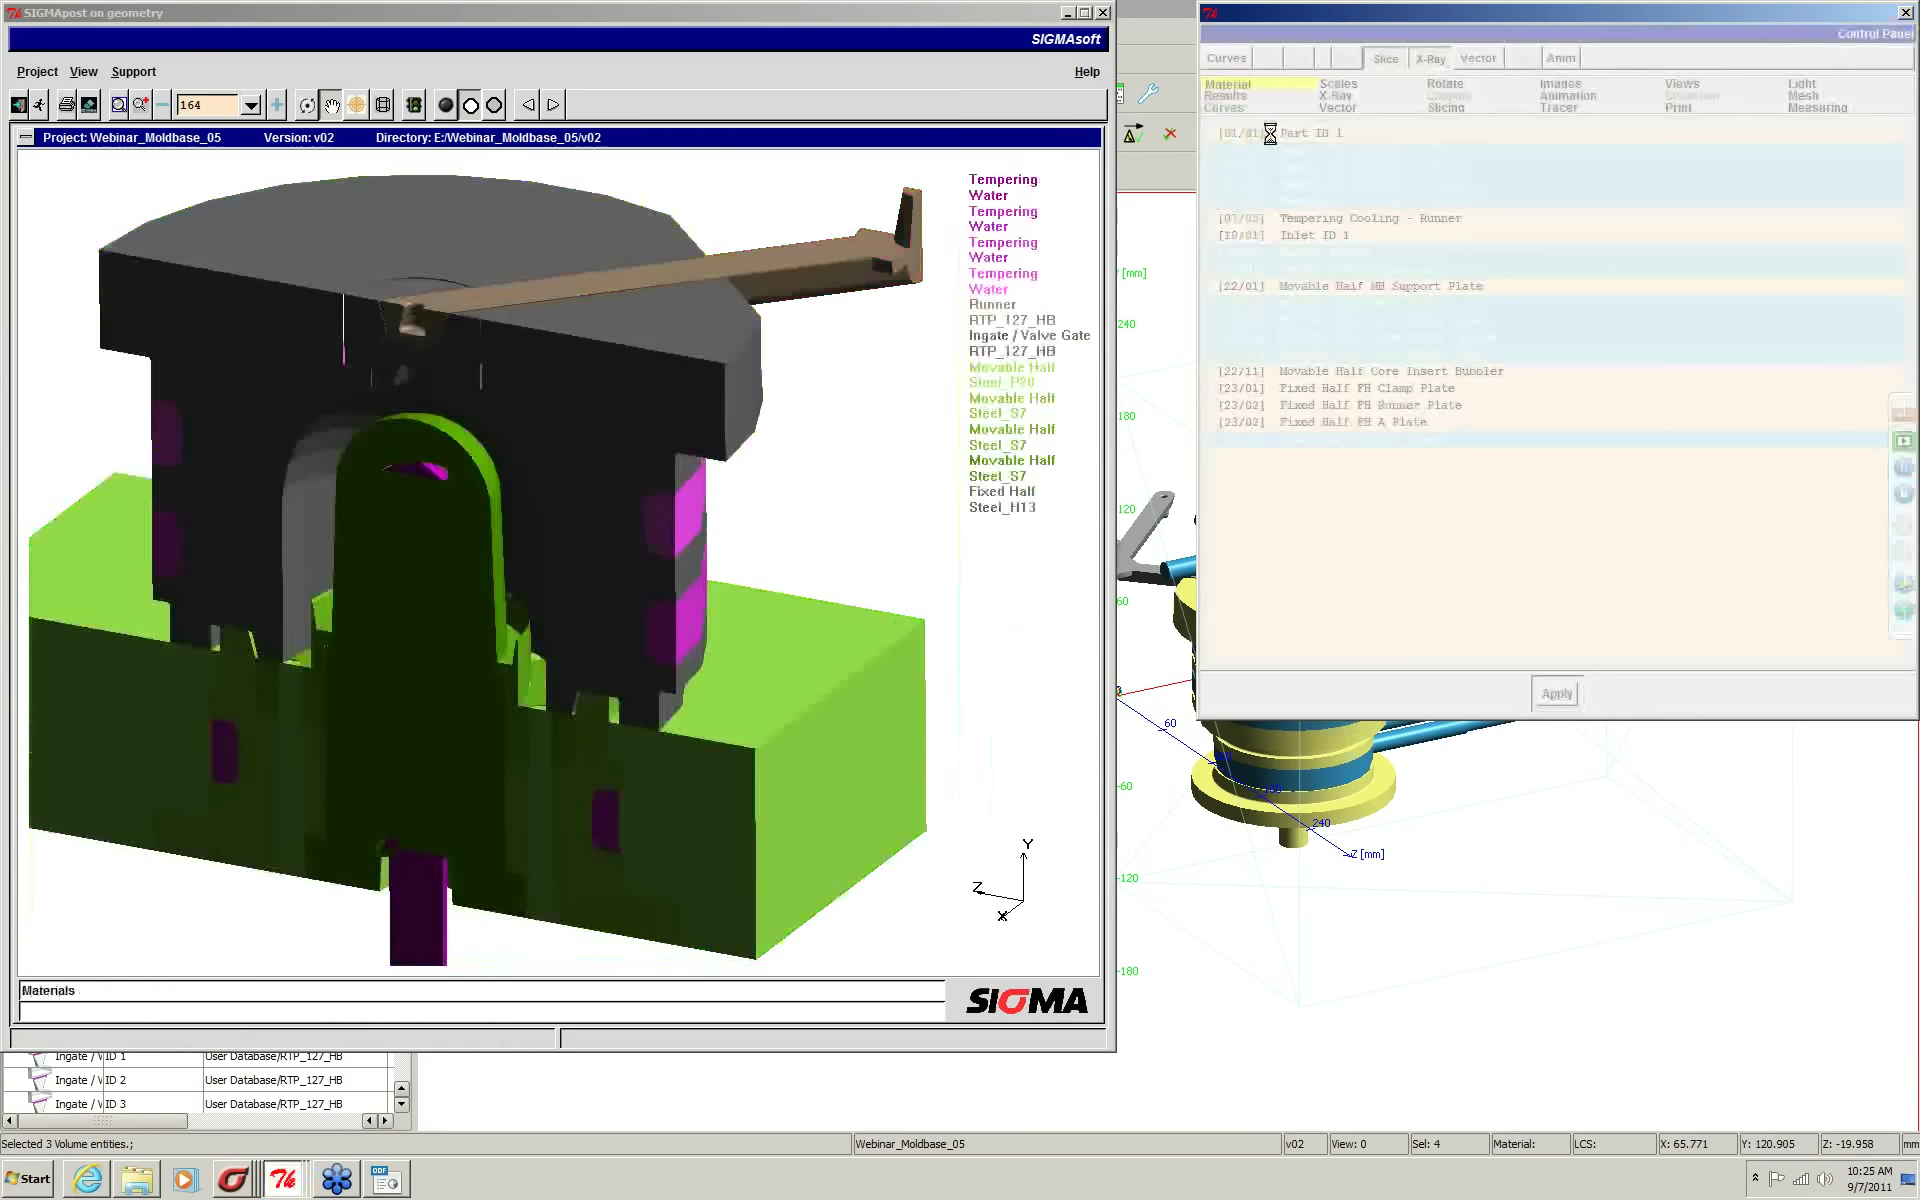 SIGMApost on geometry
SIGMAsoft
Project View Support Help
164
Project: Webinar_Moldbase_05 Version: v02 Directory: E:/Webinar_Moldbase_05/v02
Tempering
Water
Tempering
Water
Tempering
Water
Tempering
Water
Runner
RTP_127_HB
Ingate / Valve Gate
RTP_127_HB
Movable Half
Steel_P20
Movable Half
Steel_S7
Movable Half
Steel_S7
Movable Half
Steel_S7
Fixed Half
Steel_H13
Y
Z
X
Materials
SIGMA
Control Panel
Curves Slice X-Ray Vector Anim
Material Scales Rotate Images Views Light
Results X-Ray Animation Mesh
Curves Vector Slicing Tracer Print Measuring
[01/01] Part ID 1
Tempering Cooling - Runner
Inlet ID 1
[22/01] Movable Half MH Support Plate
[22/11] Movable Half Core Insert Bubbler
[23/01] Fixed Half FH Clamp Plate
[23/02] Fixed Half FH Runner Plate
Fixed Half FH A Plate
Apply
[mm]
240
180
120
60
-60
-120
-180
60
240
Z [mm]
Ingate / V ID 1 User Database/RTP_127_HB
Ingate / V ID 2 User Database/RTP_127_HB
Ingate / V ID 3 User Database/RTP_127_HB
Selected 3 Volume entities.; Webinar_Moldbase_05 v02 View: 0 Sel: 4 Material: LCS: X: 65.771 Y: 120.905 Z: -19.958 mm
Start
10:25 AM
9/7/2011